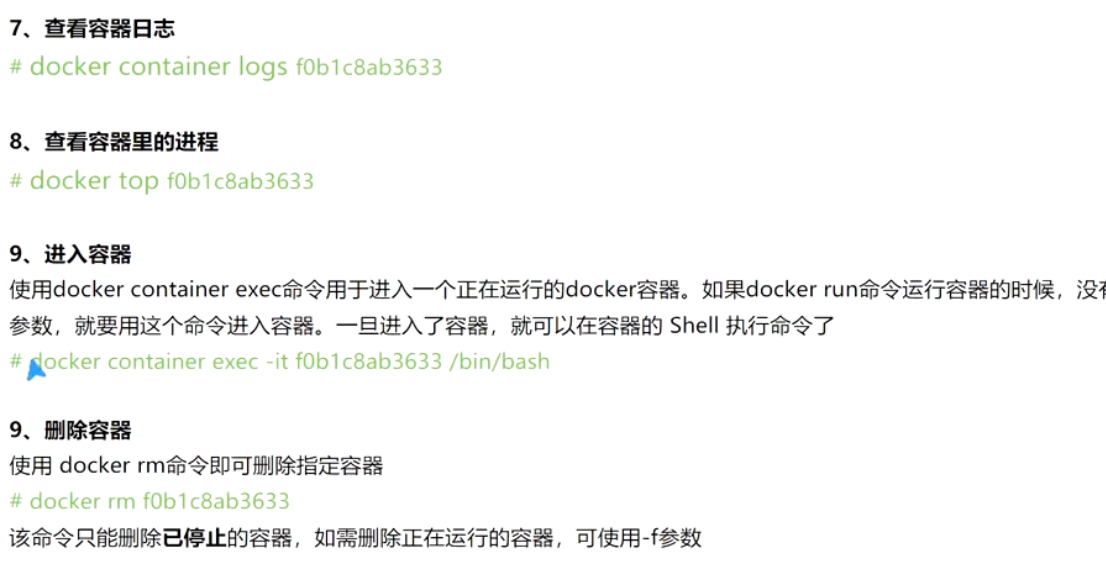 7、查看容器日志
# docker container logs f0b1c8ab3633
8、查看容器里的进程
# docker top f0b1c8ab3633
9、进入容器
使用docker container exec命令用于进入一个正在运行的docker容器。如果docker run命令运行容器的时候，没
参数，就要用这个命令进入容器。一旦进入了容器，就可以在容器的 Shell 执行命令了
# docker container exec -it f0b1c8ab3633 /bin/bash
9、删除容器
使用 docker rm命令即可删除指定容器
# docker rm f0b1c8ab3633
该命令只能删除已停止的容器，如需删除正在运行的容器，可使用-f参数